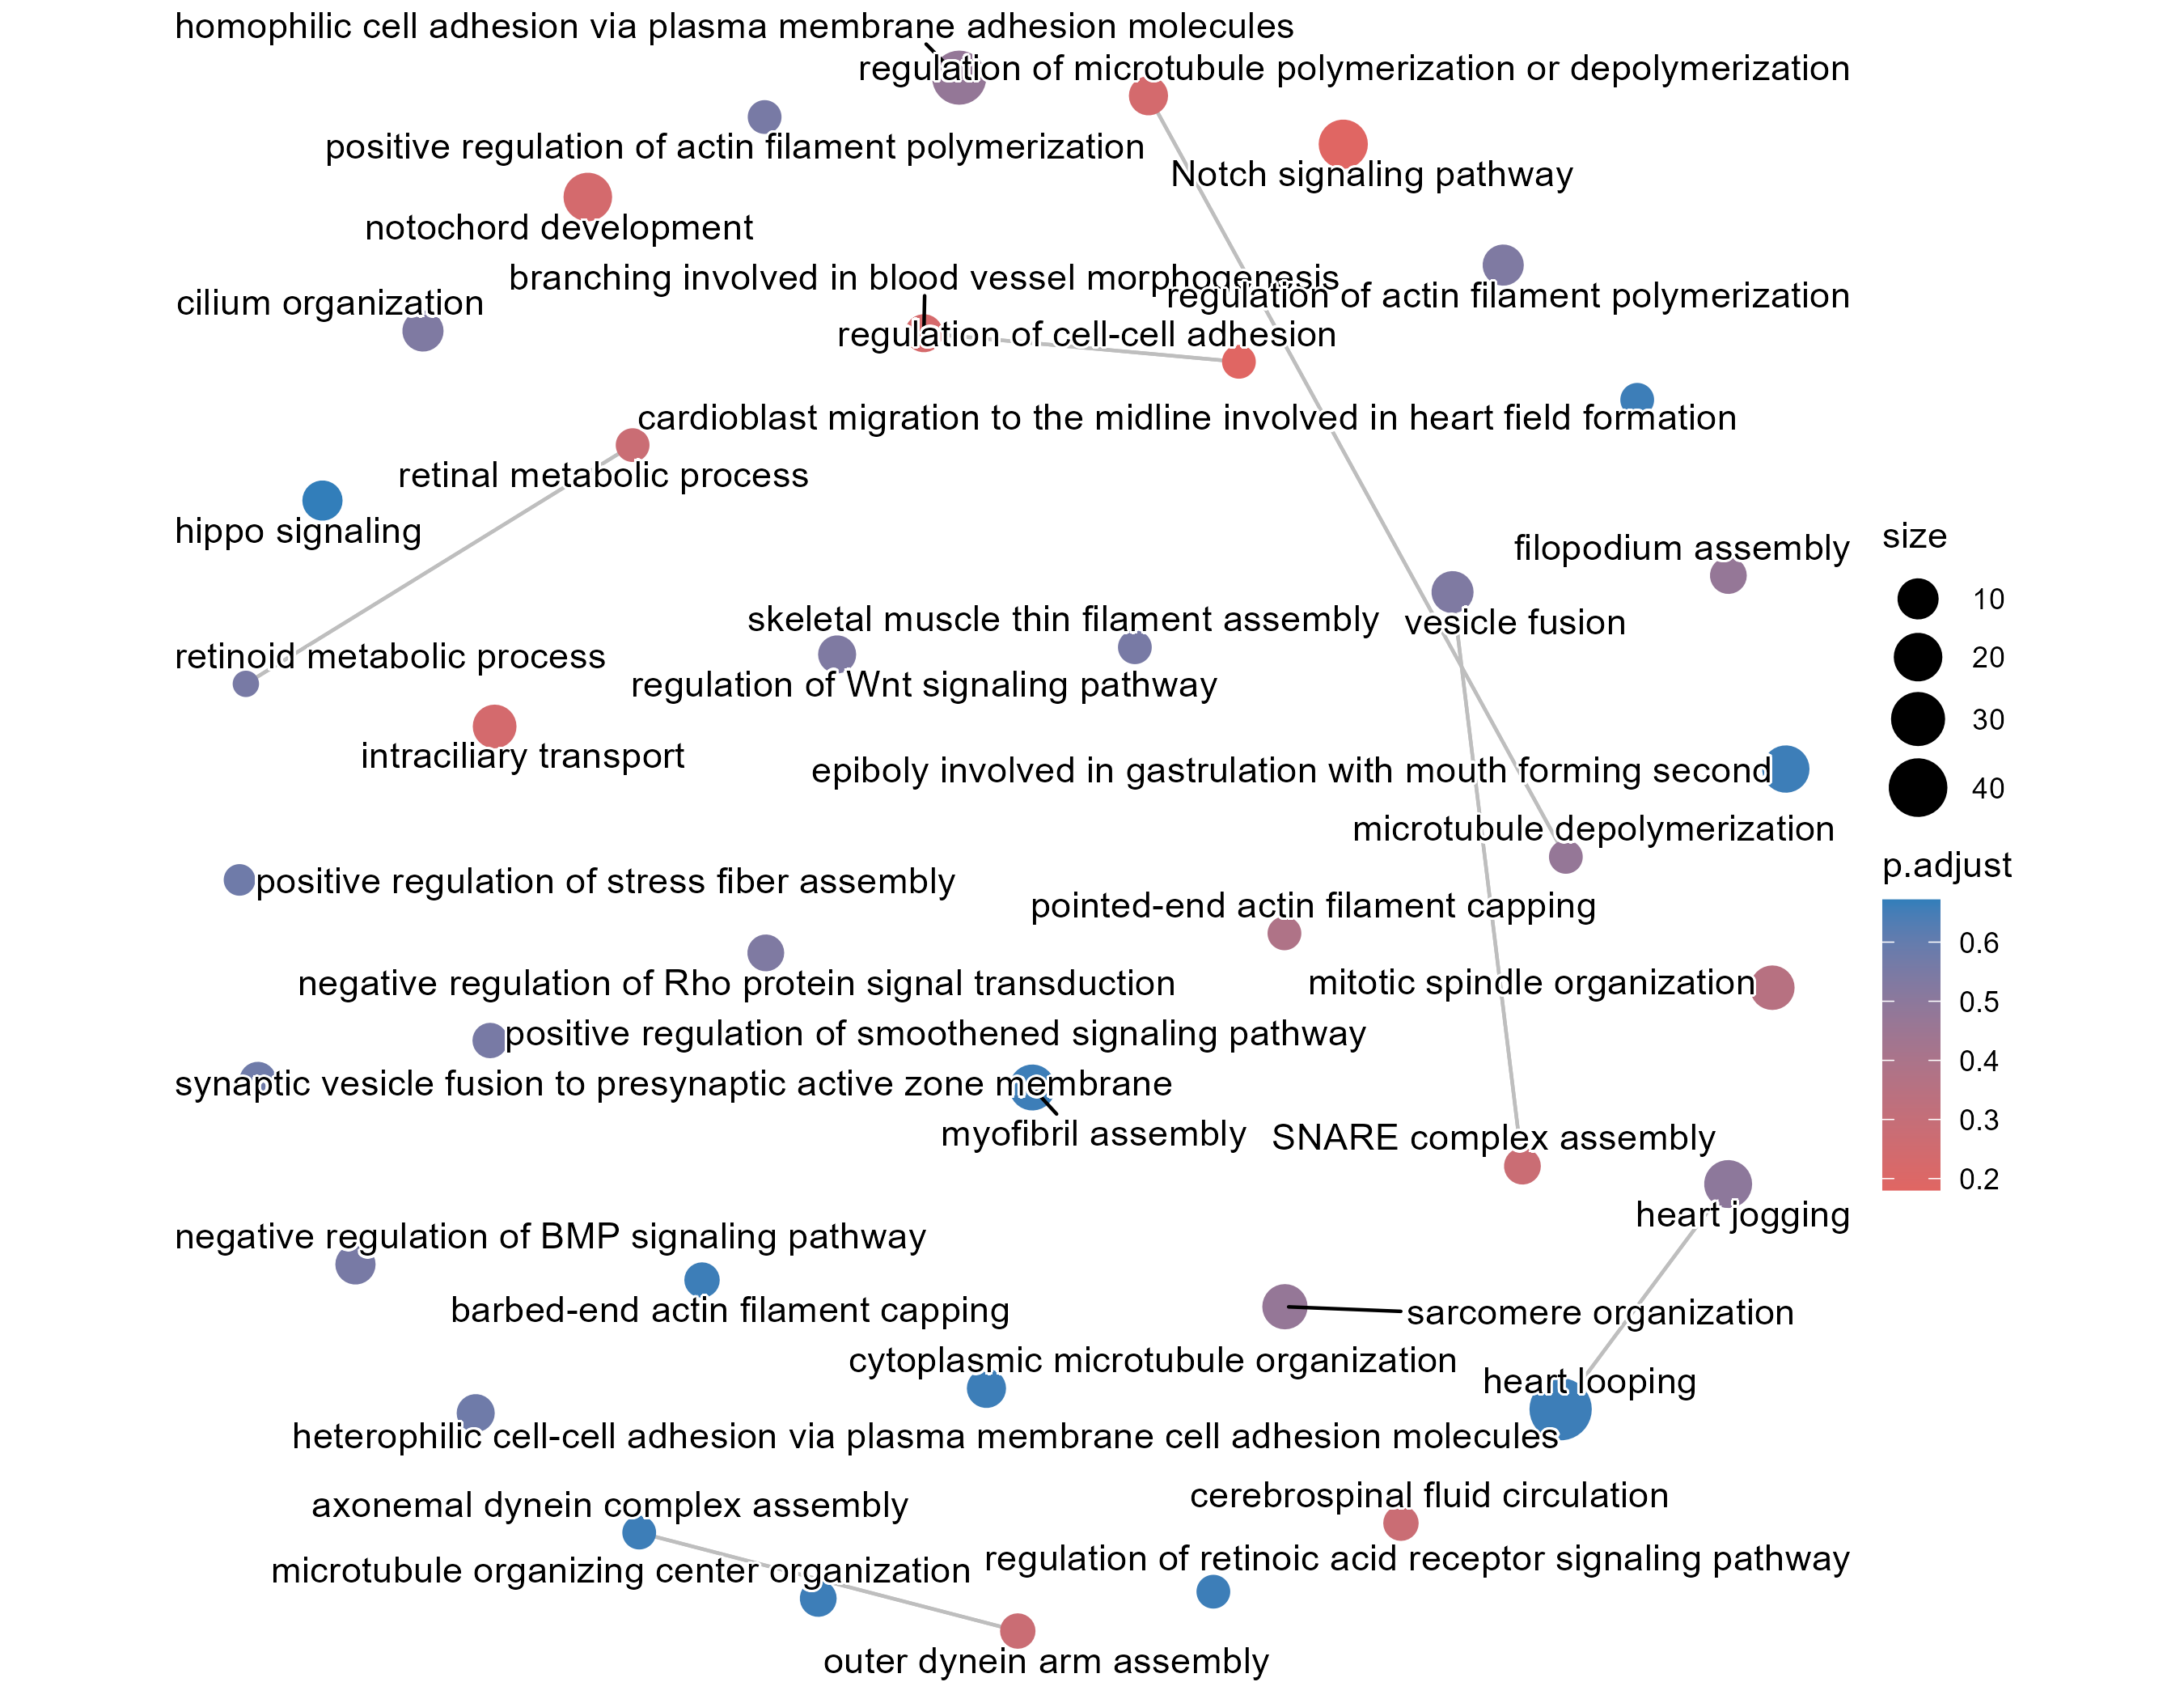 homophilic cell adhesion via plasma membrane adhesion molecules
regulation of microtubule polymerization or depolymerization
positive regulation of actin filament polymerization
Notch signaling pathway
notochord development
branching involved in blood vessel morphogenesis
regulation of actin filament polymerization
cilium organization
regulation of cell-cell adhesion
cardioblast migration to the midline involved in heart field formation
retinal metabolic process
hippo signaling
filopodium assembly
skeletal muscle thin filament assembly
vesicle fusion
retinoid metabolic process
regulation of Wnt signaling pathway
intraciliary transport
epiboly involved in gastrulation with mouth forming second
microtubule depolymerization
positive regulation of stress fiber assembly
pointed-end actin filament capping
negative regulation of Rho protein signal transduction
mitotic spindle organization
positive regulation of smoothened signaling pathway
synaptic vesicle fusion to presynaptic active zone membrane
myofibril assembly
SNARE complex assembly
heart jogging
negative regulation of BMP signaling pathway
barbed-end actin filament capping
sarcomere organization
cytoplasmic microtubule organization
heart looping
heterophilic cell-cell adhesion via plasma membrane cell adhesion molecules
axonemal dynein complex assembly
cerebrospinal fluid circulation
microtubule organizing center organization
regulation of retinoic acid receptor signaling pathway
outer dynein arm assembly
size
10
20
30
40
p.adjust
0.6
0.5
0.4
0.3
0.2